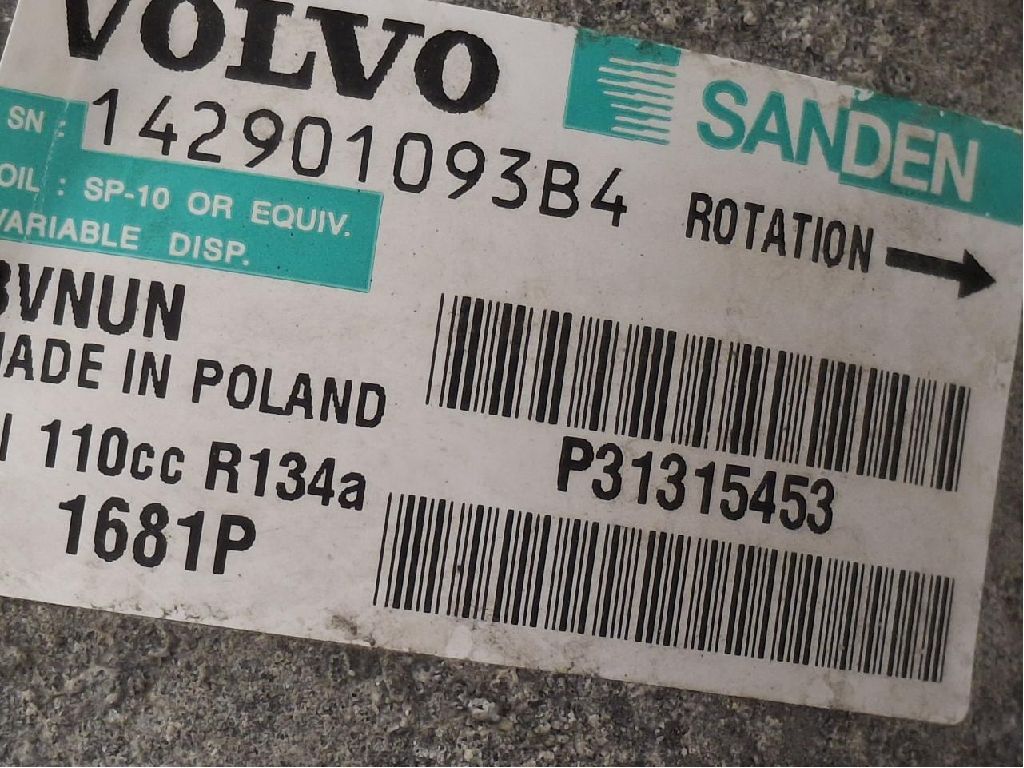 VOLVO
SANDEN
SN : 142901093B4
OIL : SP-10 OR EQUIV.
VARIABLE DISP.
ROTATION
VNUN
MADE IN POLAND
110cc R134a
P31315453
1681P